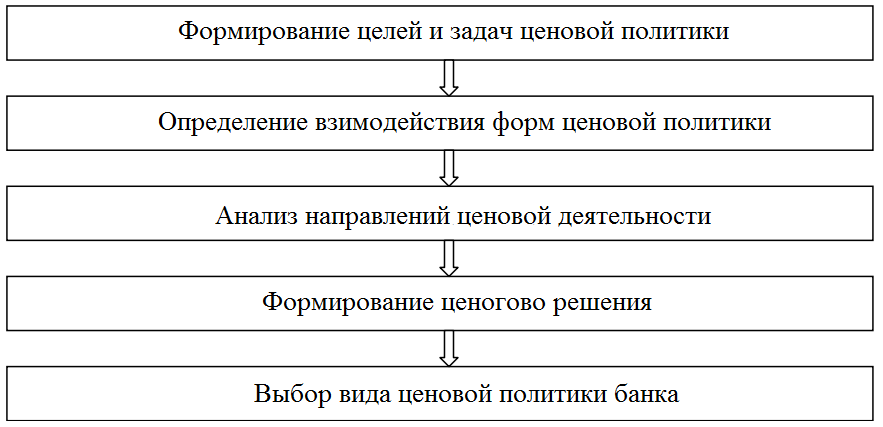 Формирование целей и задач ценовой политики
Определение взимодействия форм ценовой политики
Анализ направлений ценовой деятельности
Формирование ценогово решения
Выбор вида ценовой политики банка